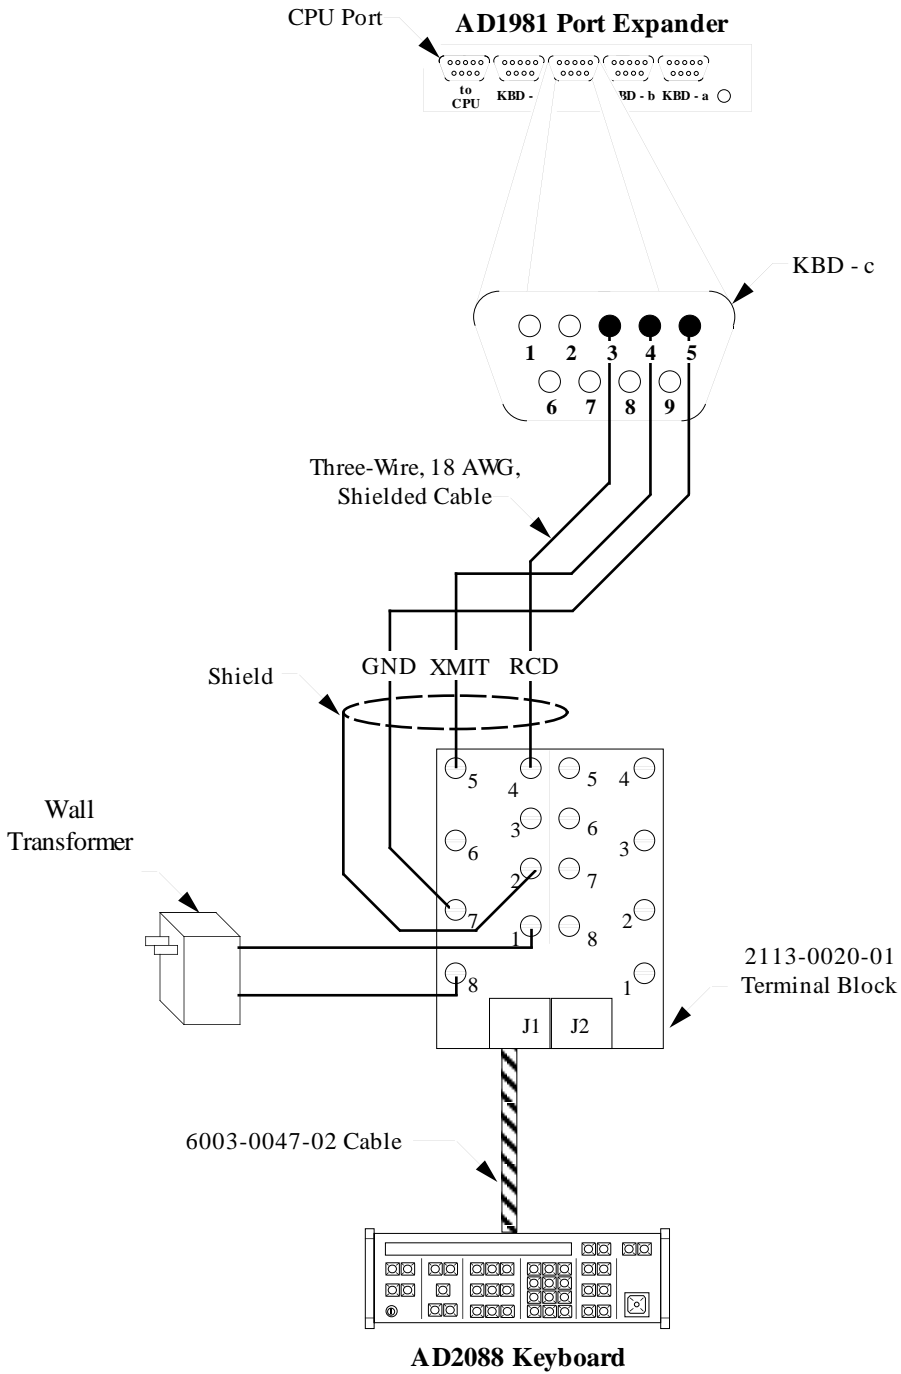 CPU Port
AD1981 Port Expander
to
CPU
KBD -
BD - b
KBD - a
KBD - c
1
2
3
4
5
6
7
8
9
Three-Wire, 18 AWG,
Shielded Cable
GND
XMIT
RCD
Shield
5
4
5
4
3
6
6
3
2
7
7
2
1
8
8
1
Wall
Transformer
2113-0020-01
Terminal Block
J1
J2
6003-0047-02 Cable
AD2088 Keyboard